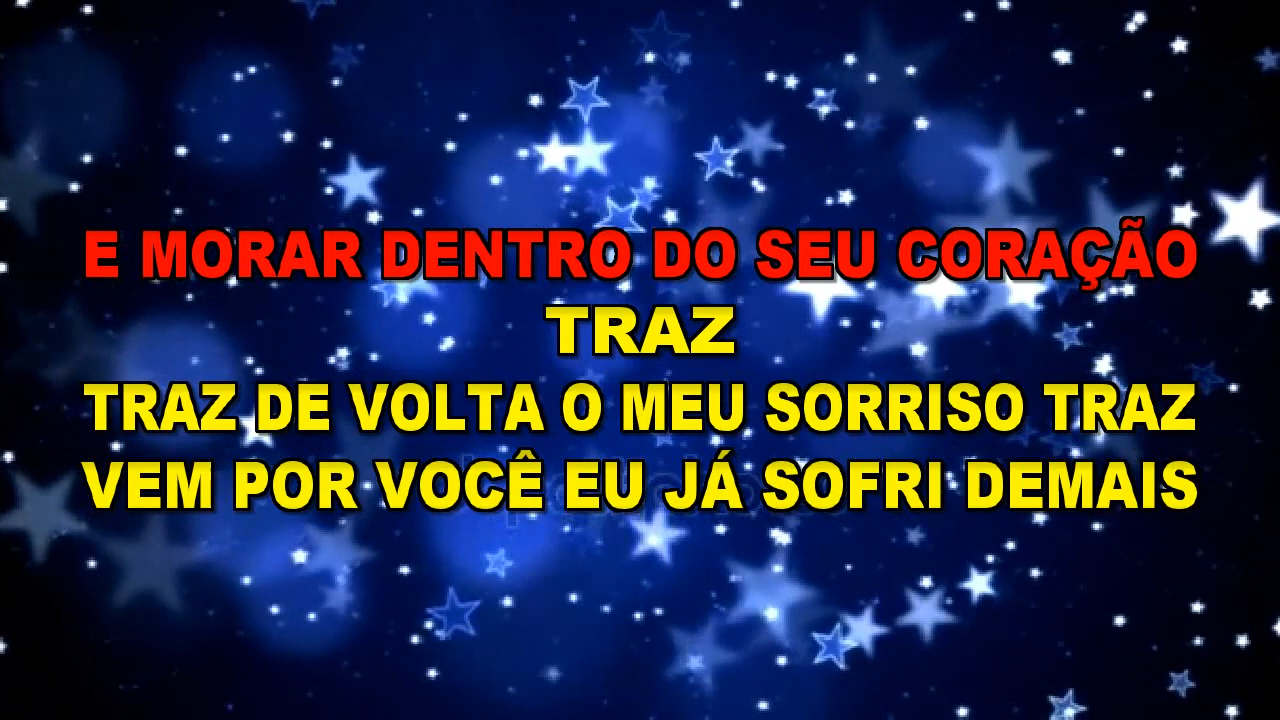 E MORAR DENTRO DO SEU CORAÇÃO
TRAZ
TRAZ DE VOLTA O MEU SORRISO TRAZ
VEM POR VOCÊ EU JÁ SOFRI DEMAIS